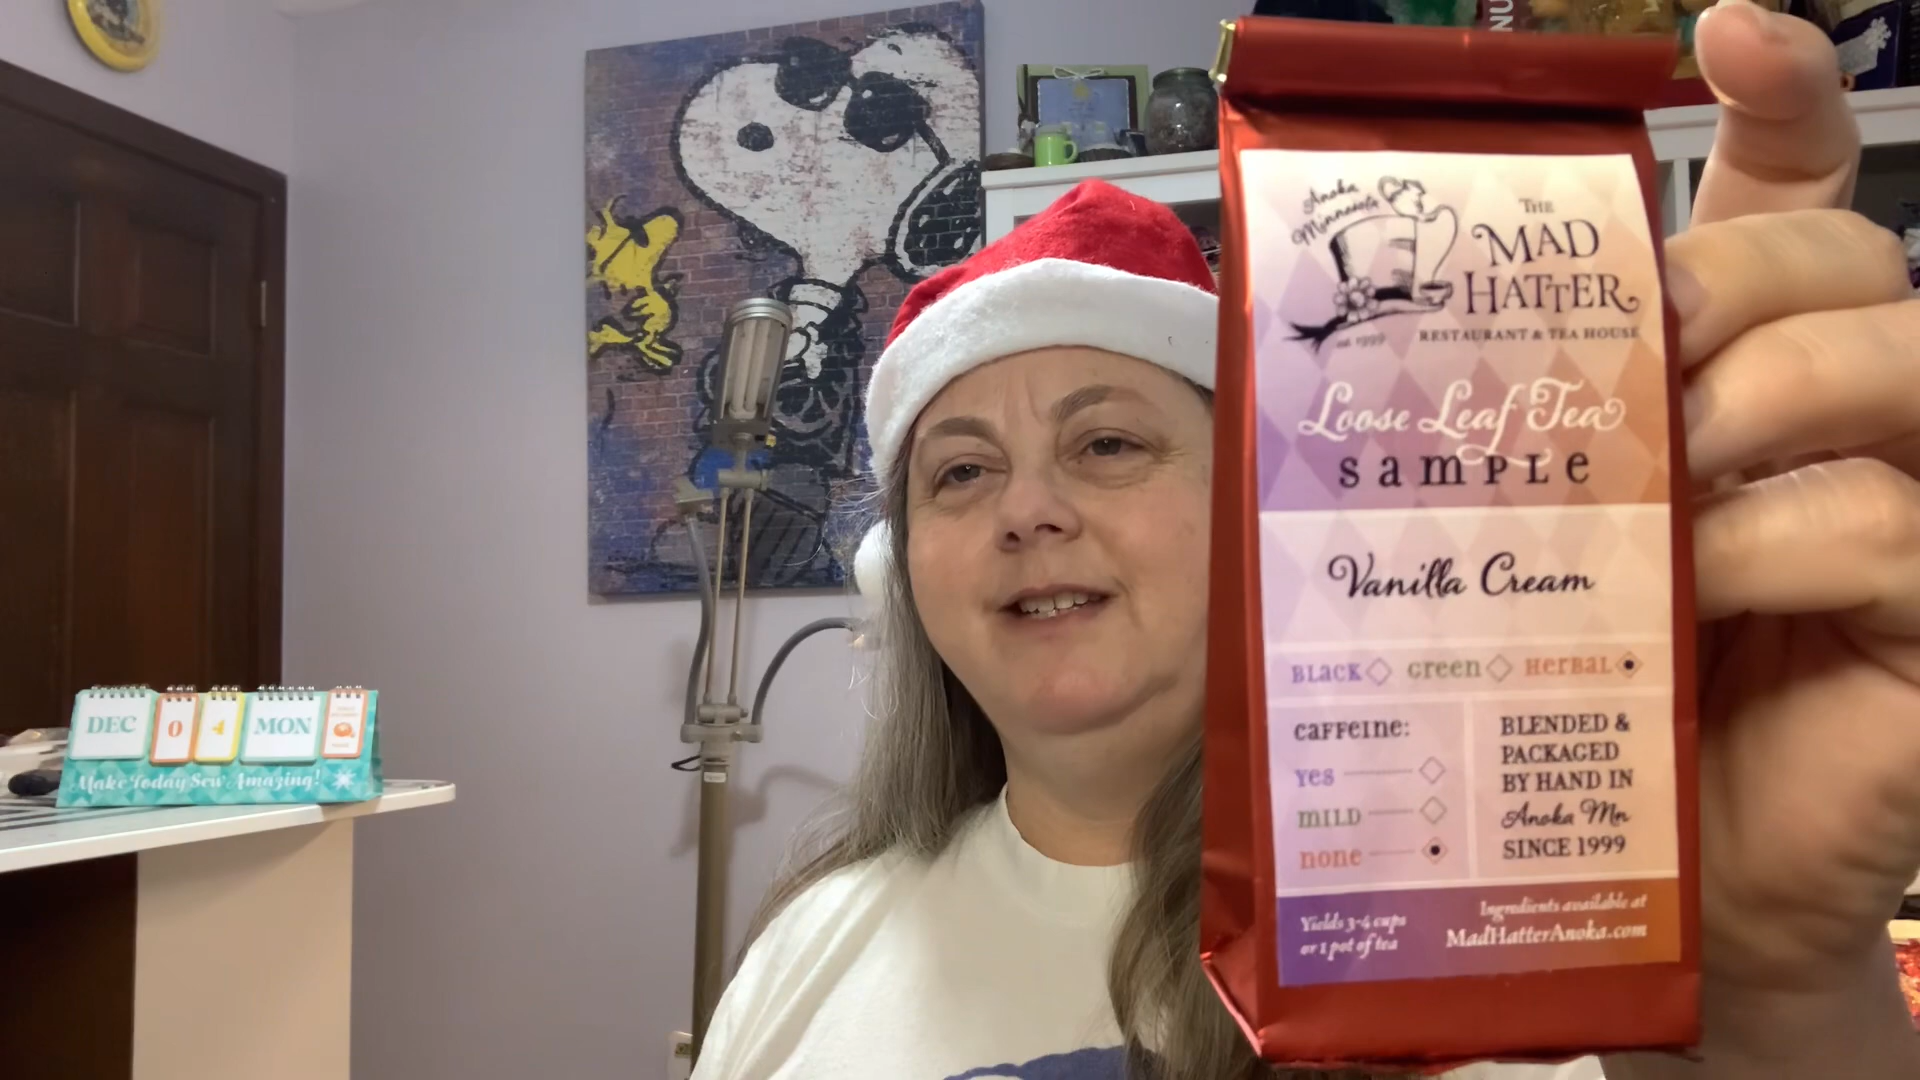 DEC
0
4
MON
Make Today Sew Amazing!
NU
Anoka
Minnesota
THE
MAD
HATTER
est 1999
RESTAURANT & TEA HOUSE
Loose Leaf Tea
SAMPLE
Vanilla Cream
BLACK GREEN HERBAL
CAFFEINE:
YES
MILD
NONE
BLENDED &
PACKAGED
BY HAND IN
Anoka Mn
SINCE 1999
Yields 3-4 cups
or 1 pot of tea
Ingredients available at
MadHatterAnoka.com